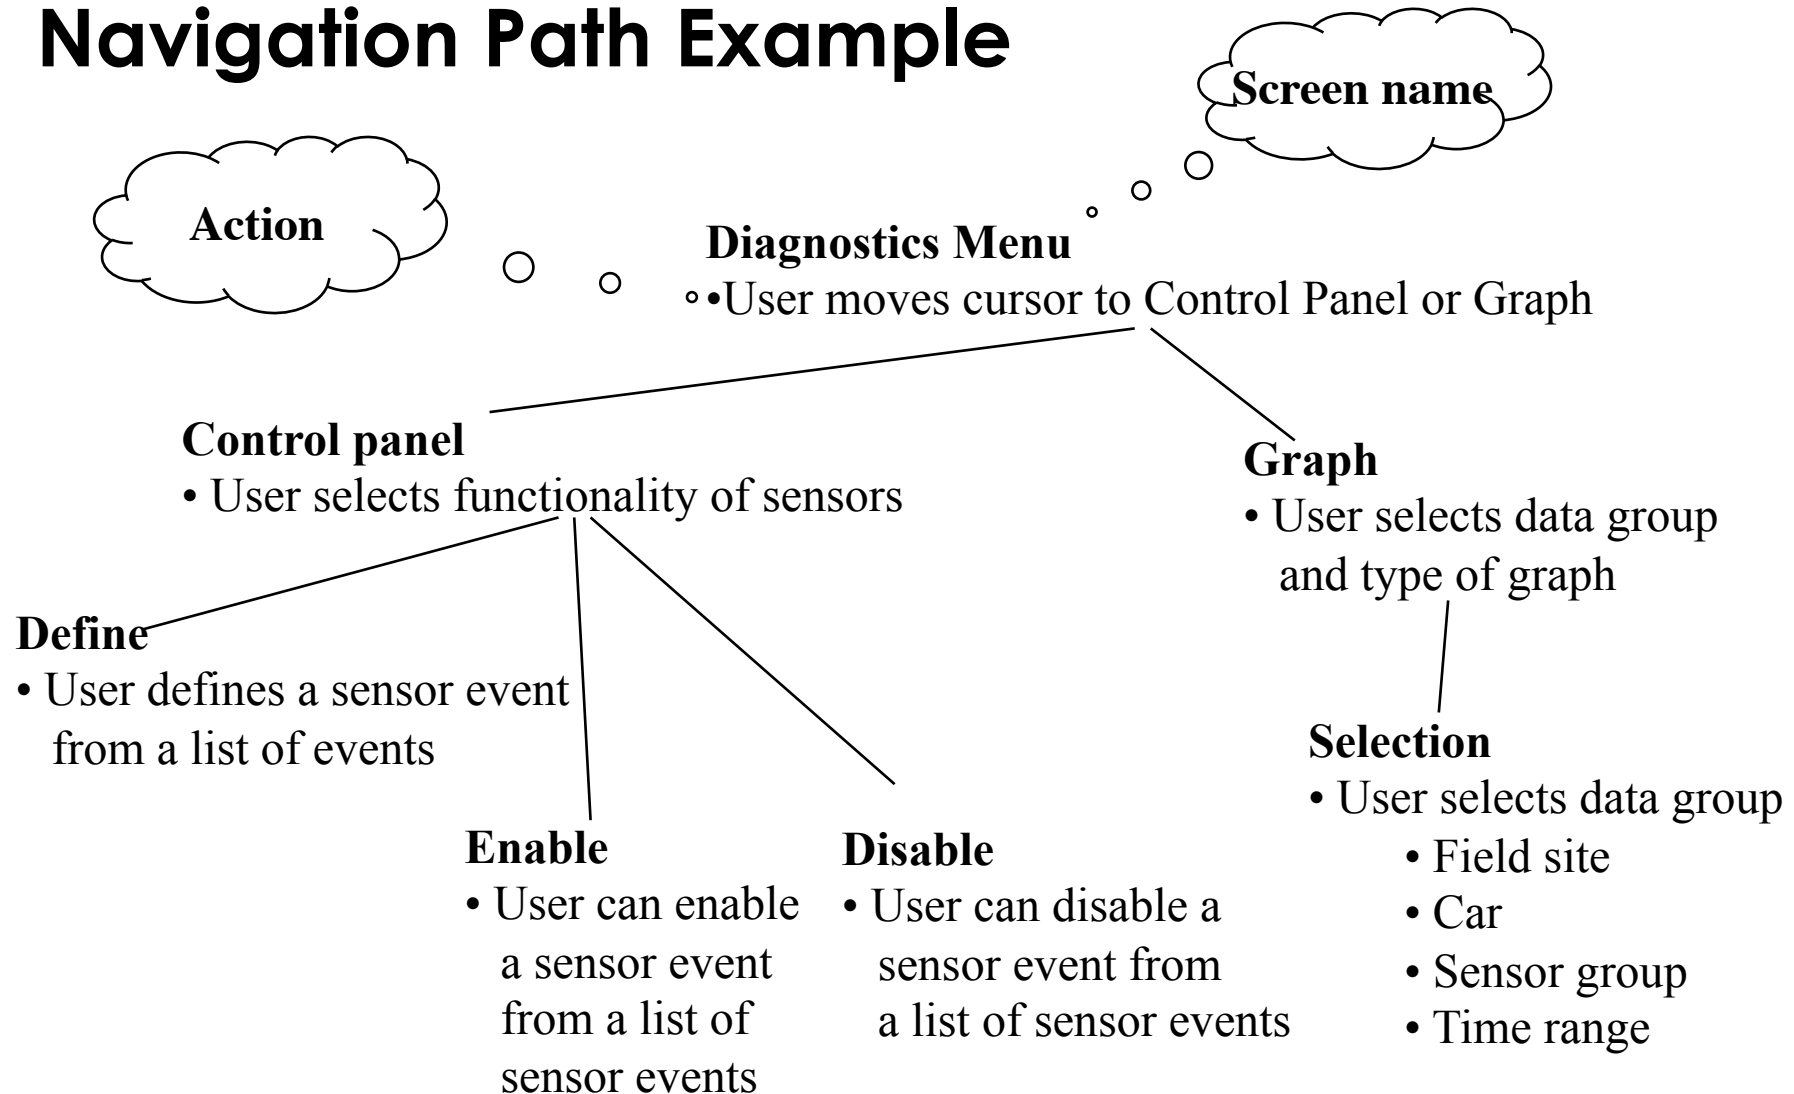 Navigation Path Example
Screen name
Action
Diagnostics Menu
•User moves cursor to Control Panel or Graph
Control panel
• User selects functionality of sensors
Graph
• User selects data group
and type of graph
Define
• User defines a sensor event
from a list of events
Selection
• User selects data group
• Field site
• Car
• Sensor group
• Time range
Enable
• User can enable
a sensor event
from a list of
sensor events
Disable
• User can disable a
sensor event from
a list of sensor events